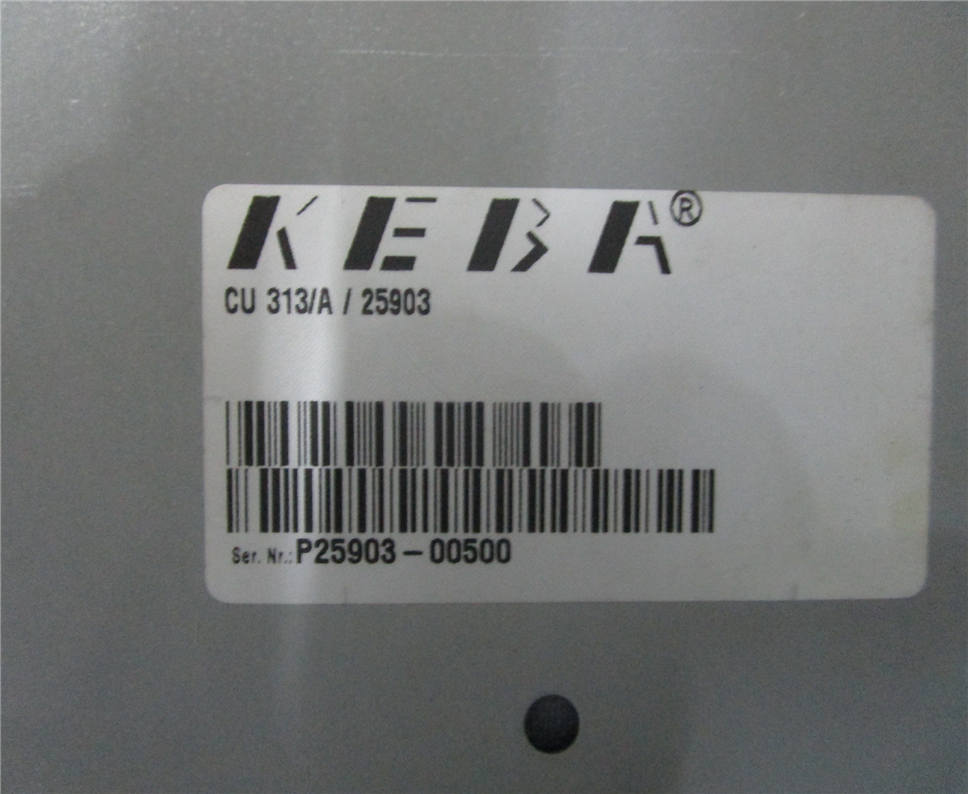 KEBA®
CU 313/A / 25903
Ser. Nr.: P25903-00500